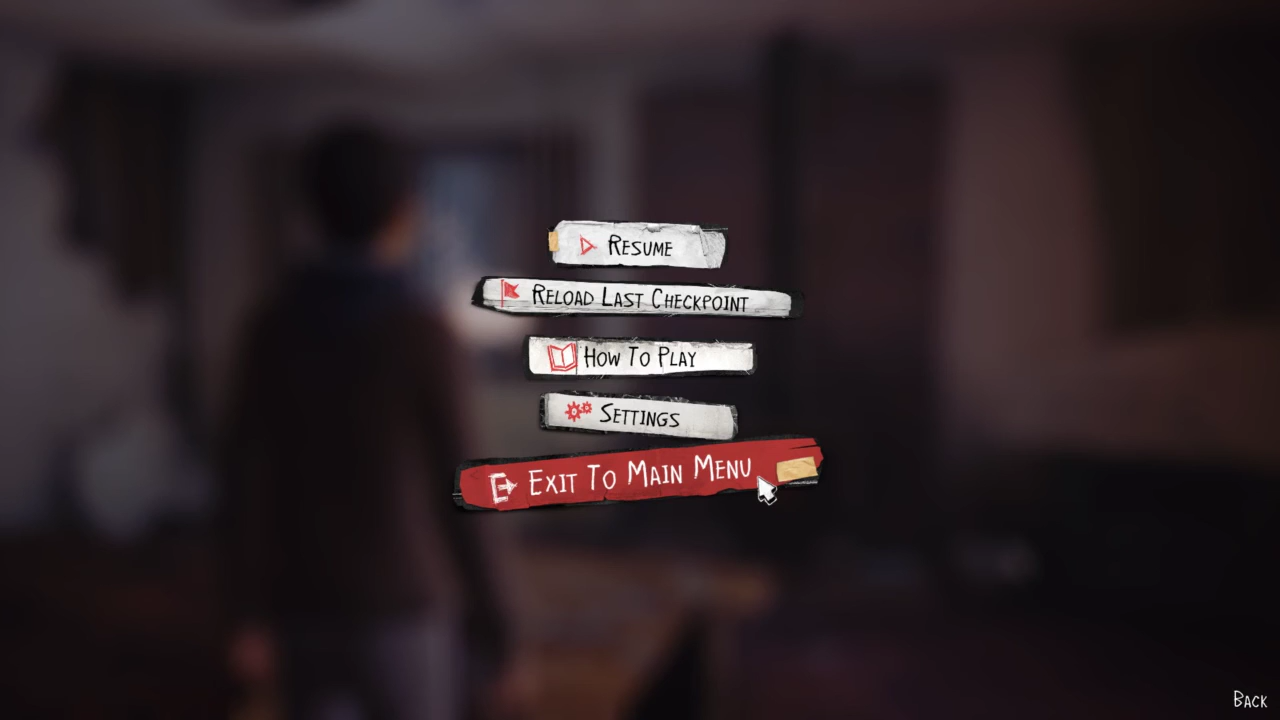 Resume
Reload Last Checkpoint
How To Play
Settings
Exit To Main Menu
Back